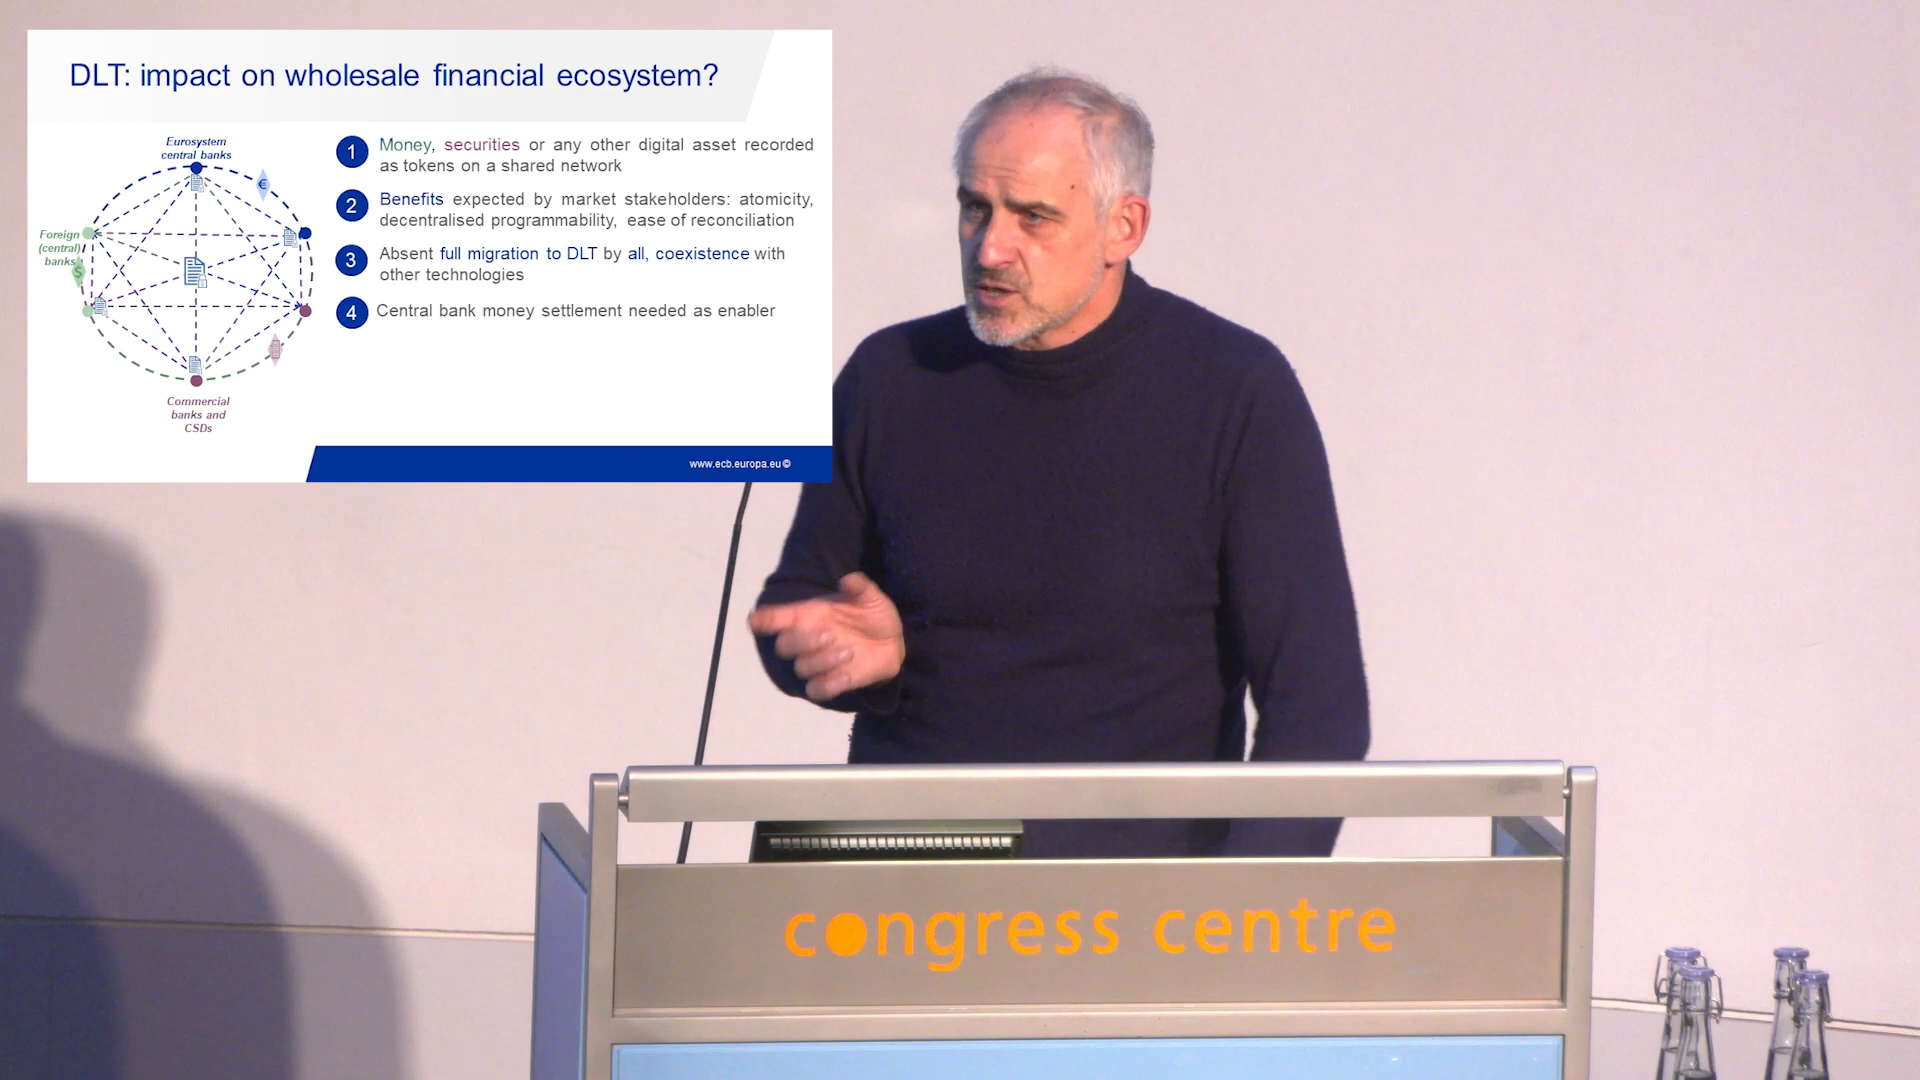 DLT: impact on wholesale financial ecosystem?
Eurosystem
central banks
€
Foreign
(central)
banks
$
Commercial
banks and
CSDs
1 Money, securities or any other digital asset recorded
as tokens on a shared network
2 Benefits expected by market stakeholders: atomicity,
decentralised programmability, ease of reconciliation
3 Absent full migration to DLT by all, coexistence with
other technologies
4 Central bank money settlement needed as enabler
www.ecb.europa.eu ©
congress centre